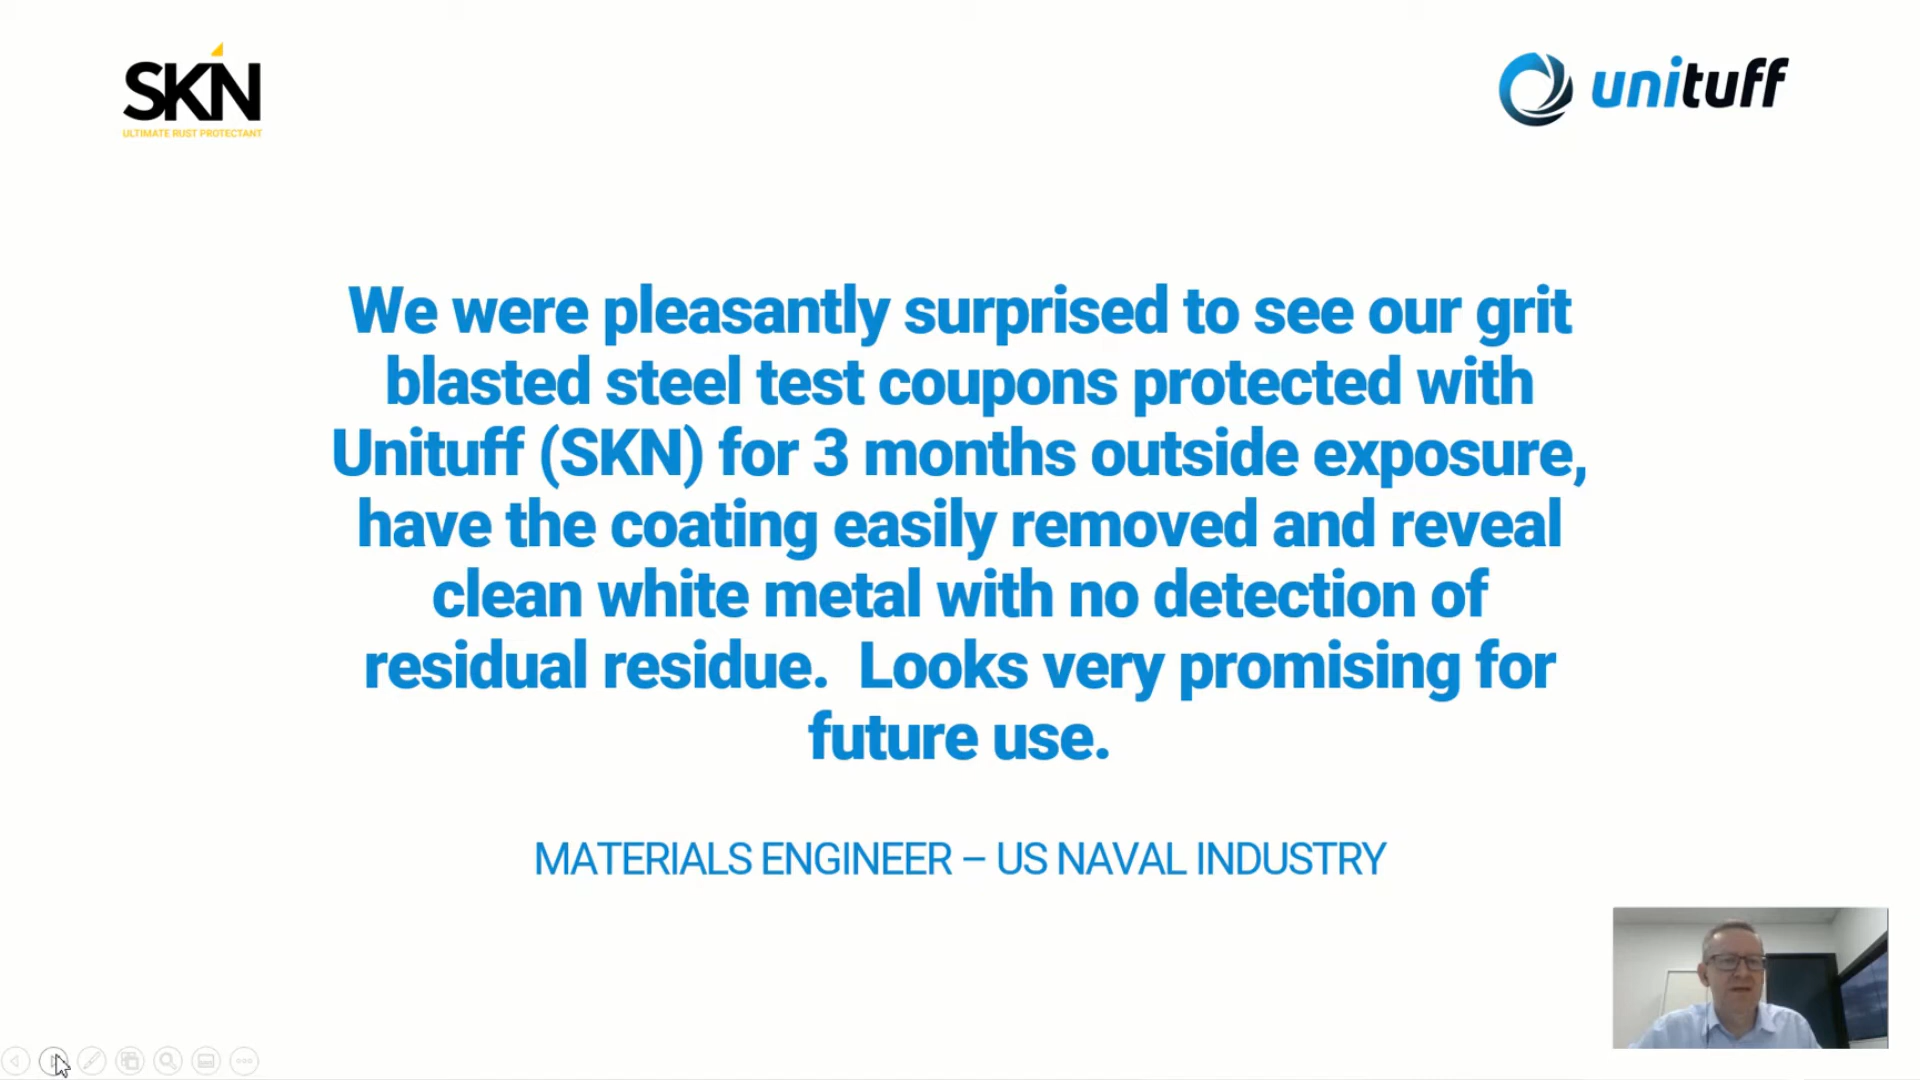 SKN
ULTIMATE RUST PROTECTANT
unituff
We were pleasantly surprised to see our grit
blasted steel test coupons protected with
Unituff (SKN) for 3 months outside exposure,
have the coating easily removed and reveal
clean white metal with no detection of
residual residue.  Looks very promising for
future use.
MATERIALS ENGINEER – US NAVAL INDUSTRY